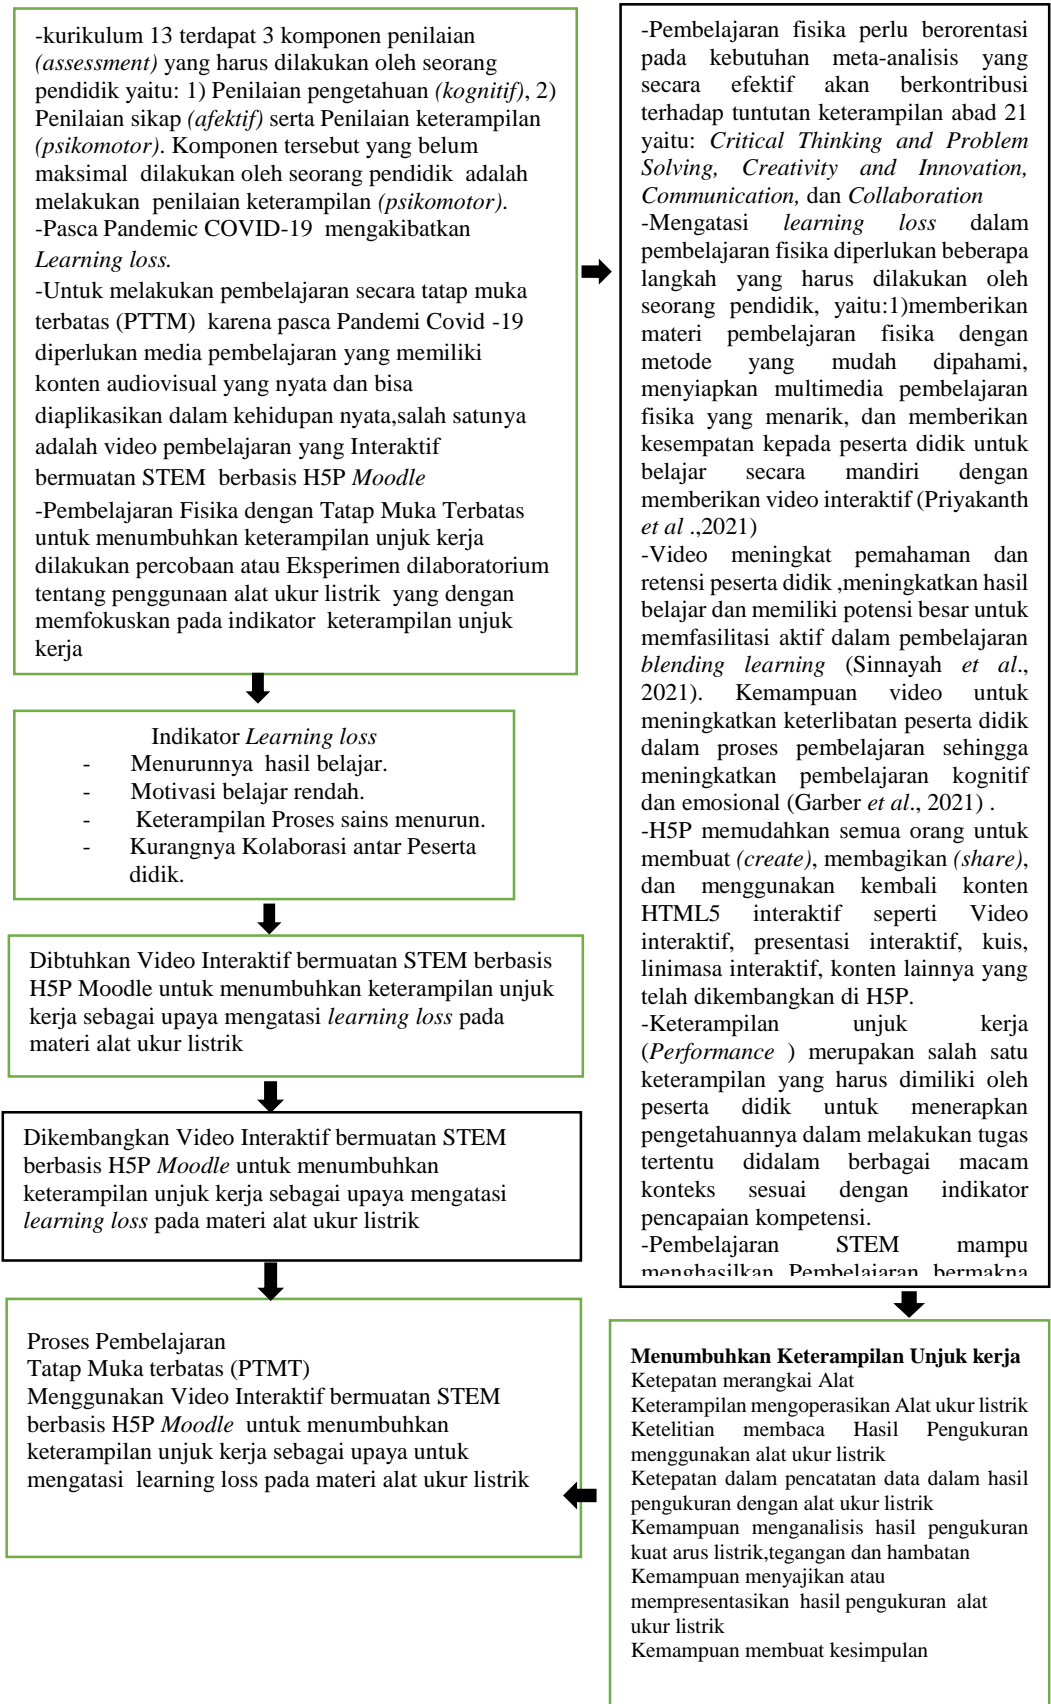 -kurikulum 13 terdapat 3 komponen penilaian
(assessment) yang harus dilakukan oleh seorang
pendidik yaitu: 1) Penilaian pengetahuan (kognitif), 2)
Penilaian sikap (afektif) serta Penilaian keterampilan
(psikomotor). Komponen tersebut yang belum
maksimal dilakukan oleh seorang pendidik adalah
melakukan penilaian keterampilan (psikomotor).
-Pasca Pandemic COVID-19 mengakibatkan
Learning loss.
-Untuk melakukan pembelajaran secara tatap muka
terbatas (PTTM) karena pasca Pandemi Covid -19
diperlukan media pembelajaran yang memiliki
konten audiovisual yang nyata dan bisa
diaplikasikan dalam kehidupan nyata,salah satunya
adalah video pembelajaran yang Interaktif
bermuatan STEM berbasis H5P Moodle
-Pembelajaran Fisika dengan Tatap Muka Terbatas
untuk menumbuhkan keterampilan unjuk kerja
dilakukan percobaan atau Eksperimen dilaboratorium
tentang penggunaan alat ukur listrik yang dengan
memfokuskan pada indikator keterampilan unjuk
kerja
Indikator Learning loss
- Menurunnya hasil belajar.
- Motivasi belajar rendah.
- Keterampilan Proses sains menurun.
- Kurangnya Kolaborasi antar Peserta
didik.
Dibtuhkan Video Interaktif bermuatan STEM berbasis
H5P Moodle untuk menumbuhkan keterampilan unjuk
kerja sebagai upaya mengatasi learning loss pada
materi alat ukur listrik
Dikembangkan Video Interaktif bermuatan STEM
berbasis H5P Moodle untuk menumbuhkan
keterampilan unjuk kerja sebagai upaya mengatasi
learning loss pada materi alat ukur listrik
Proses Pembelajaran
Tatap Muka terbatas (PTMT)
Menggunakan Video Interaktif bermuatan STEM
berbasis H5P Moodle untuk menumbuhkan
keterampilan unjuk kerja sebagai upaya untuk
mengatasi learning loss pada materi alat ukur listrik
-Pembelajaran fisika perlu berorentasi
pada kebutuhan meta-analisis yang
secara efektif akan berkontribusi
terhadap tuntutan keterampilan abad 21
yaitu: Critical Thinking and Problem
Solving, Creativity and Innovation,
Communication, dan Collaboration
-Mengatasi learning loss dalam
pembelajaran fisika diperlukan beberapa
langkah yang harus dilakukan oleh
seorang pendidik, yaitu:1)memberikan
materi pembelajaran fisika dengan
metode yang mudah dipahami,
menyiapkan multimedia pembelajaran
fisika yang menarik, dan memberikan
kesempatan kepada peserta didik untuk
belajar secara mandiri dengan
memberikan video interaktif (Priyakanth
et al .,2021)
-Video meningkat pemahaman dan
retensi peserta didik ,meningkatkan hasil
belajar dan memiliki potensi besar untuk
memfasilitasi aktif dalam pembelajaran
blending learning (Sinnayah et al.,
2021). Kemampuan video untuk
meningkatkan keterlibatan peserta didik
dalam proses pembelajaran sehingga
meningkatkan pembelajaran kognitif
dan emosional (Garber et al., 2021) .
-H5P memudahkan semua orang untuk
membuat (create), membagikan (share),
dan menggunakan kembali konten
HTML5 interaktif seperti Video
interaktif, presentasi interaktif, kuis,
linimasa interaktif, konten lainnya yang
telah dikembangkan di H5P.
-Keterampilan unjuk kerja
(Performance ) merupakan salah satu
keterampilan yang harus dimiliki oleh
peserta didik untuk menerapkan
pengetahuannya dalam melakukan tugas
tertentu didalam berbagai macam
konteks sesuai dengan indikator
pencapaian kompetensi.
-Pembelajaran STEM mampu
menghasilkan Pembelajaran bermakna
Menumbuhkan Keterampilan Unjuk kerja
Ketepatan merangkai Alat
Keterampilan mengoperasikan Alat ukur listrik
Ketelitian membaca Hasil Pengukuran
menggunakan alat ukur listrik
Ketepatan dalam pencatatan data dalam hasil
pengukuran dengan alat ukur listrik
Kemampuan menganalisis hasil pengukuran
kuat arus listrik,tegangan dan hambatan
Kemampuan menyajikan atau
mempresentasikan hasil pengukuran alat
ukur listrik
Kemampuan membuat kesimpulan